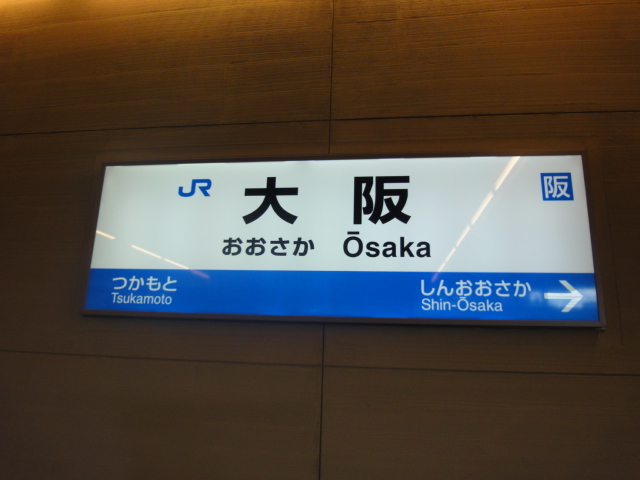 JR 大阪 阪
おおさか Ōsaka
つかもと しんおおさか →
Tsukamoto Shin-Ōsaka